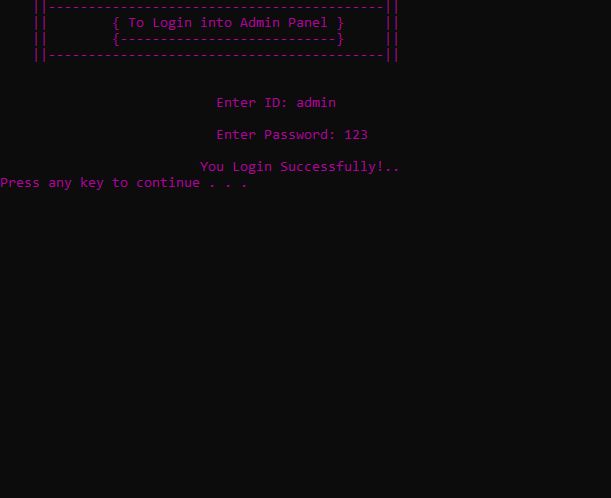 ||------------------------------------------||
||        { To Login into Admin Panel }     ||
||        {---------------------------}     ||
||------------------------------------------||
Enter ID: admin
Enter Password: 123
You Login Successfully!..
Press any key to continue . . .